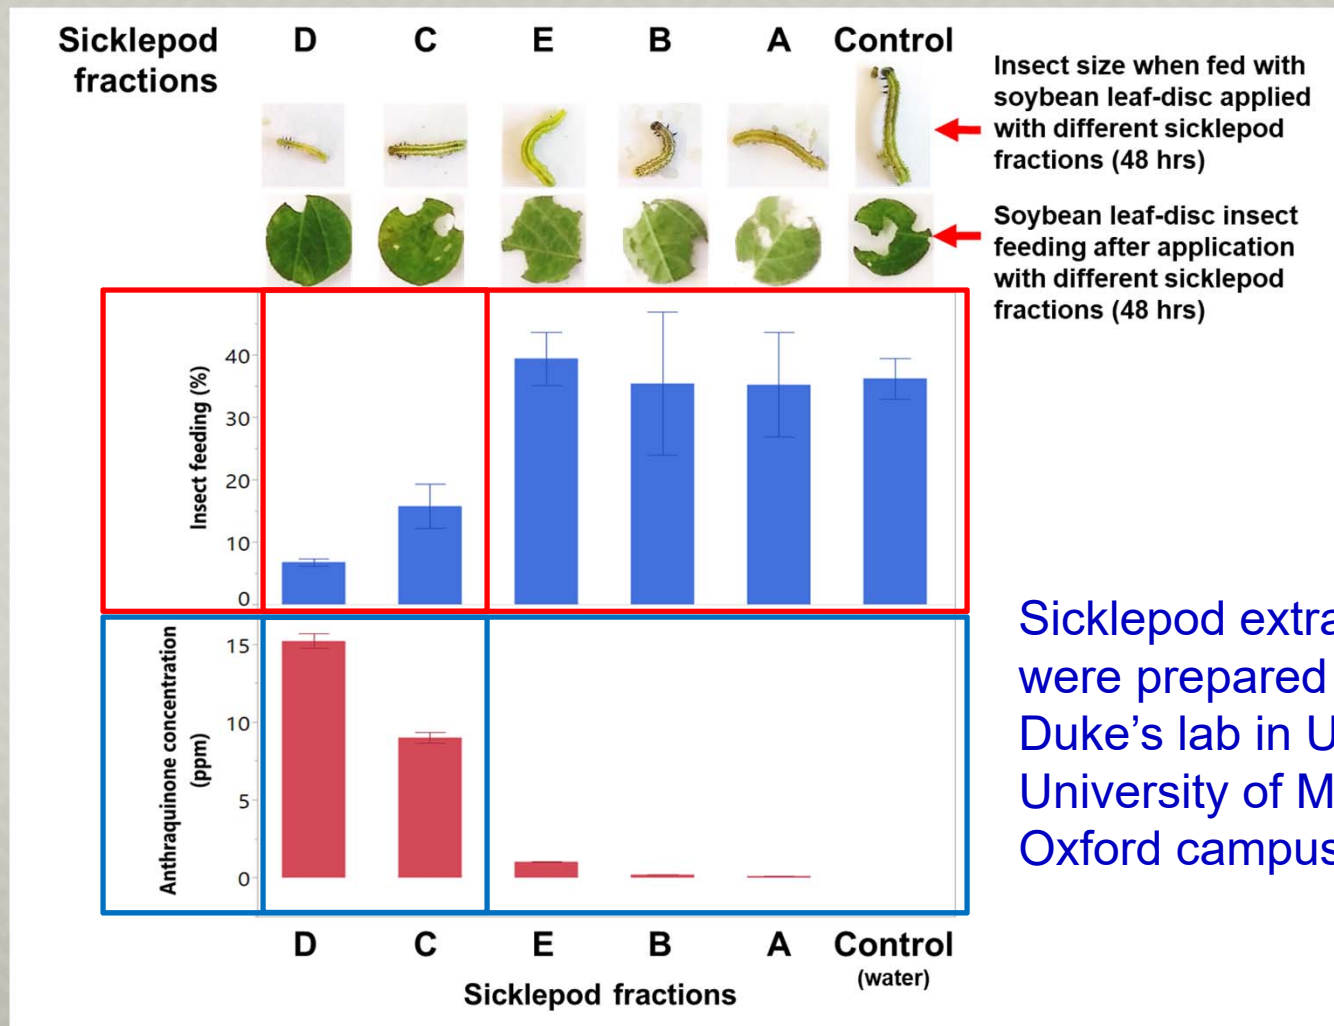 Sicklepod fractions
D C E B A Control
Insect size when fed with
soybean leaf-disc applied
with different sicklepod
fractions (48 hrs)
Soybean leaf-disc insect
feeding after application
with different sicklepod
fractions (48 hrs)
Insect feeding (%)
40
30
20
10
0
Anthraquinone concentration
(ppm)
15
10
5
0
D C E B A Control
(water)
Sicklepod fractions
Sicklepod
were prepared
Duke's lab in
University of
Oxford